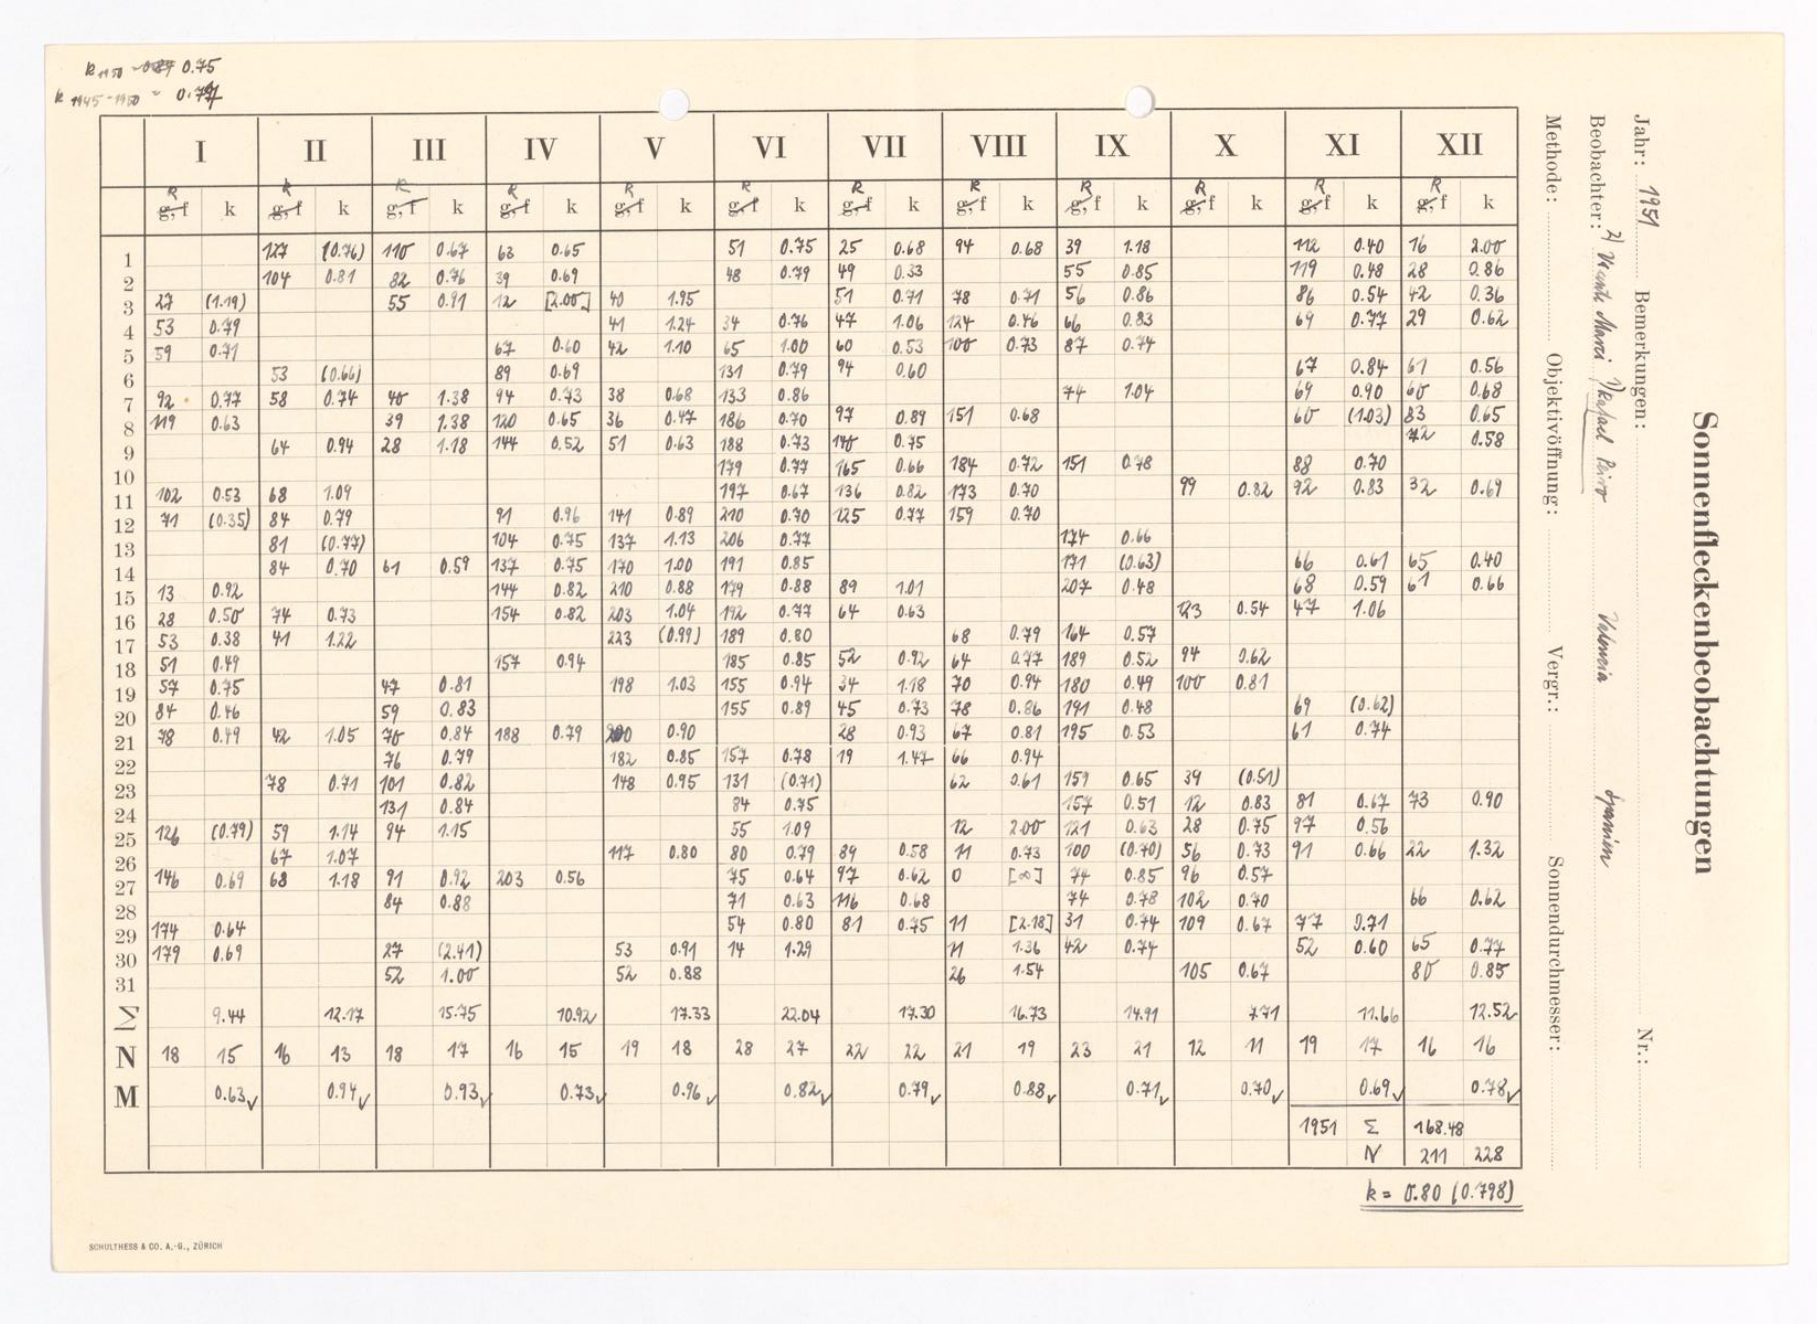 k 1950 = 0.84 0.75
k 1945-1950 = 0.77
I II III IV V VI VII VIII IX X XI XII
R R R R R R R R R R R R
g, f k g, f k g, f k g, f k g, f k g, f k g, f k g, f k g, f k g, f k g, f k g, f k
1 127 (0.76) 110 0.67 63 0.65 51 0.75 25 0.68 94 0.68 39 1.18 112 0.40 16 2.00
2 104 0.81 82 0.76 39 0.69 48 0.79 49 0.33 55 0.85 119 0.48 28 0.86
3 27 (1.19) 55 0.91 12 [2.00] 40 1.95 51 0.71 78 0.71 56 0.86 86 0.54 42 0.36
4 53 0.79 41 1.24 34 0.76 47 1.06 124 0.46 66 0.83 69 0.77 29 0.62
5 59 0.71 67 0.60 42 1.10 65 1.00 60 0.53 100 0.73 87 0.74
6 53 (0.66) 89 0.69 131 0.79 94 0.60 67 0.84 61 0.56
7 92 0.77 58 0.74 40 1.38 94 0.73 38 0.68 133 0.86 74 1.04 69 0.90 60 0.68
8 119 0.63 39 1.38 120 0.65 36 0.47 186 0.70 97 0.89 151 0.68 60 (1.03) 83 0.65
9 64 0.94 28 1.18 144 0.52 51 0.63 188 0.73 140 0.75 72 0.58
10 179 0.77 165 0.66 184 0.72 151 0.78 88 0.70
11 102 0.53 68 1.09 197 0.67 136 0.82 173 0.70 99 0.82 92 0.83 32 0.69
12 71 (0.35) 84 0.79 91 0.96 141 0.89 210 0.70 125 0.77 159 0.70
13 81 (0.77) 104 0.75 137 1.13 206 0.77 174 0.66
14 84 0.70 61 0.59 137 0.75 170 1.00 191 0.85 171 (0.63) 66 0.61 65 0.40
15 13 0.92 144 0.82 210 0.88 179 0.88 89 1.01 207 0.48 68 0.59 61 0.66
16 28 0.50 74 0.73 154 0.82 203 1.04 192 0.77 64 0.63 123 0.54 47 1.06
17 53 0.38 41 1.22 223 (0.99) 189 0.80 68 0.79 164 0.57
18 51 0.49 157 0.94 185 0.85 52 0.92 64 0.77 189 0.52 94 0.62
19 57 0.75 47 0.81 198 1.03 155 0.94 34 1.18 70 0.94 180 0.49 100 0.81
20 84 0.46 59 0.83 155 0.89 45 0.73 78 0.86 191 0.48 69 (0.62)
21 78 0.49 42 1.05 70 0.84 188 0.79 200 0.90 28 0.93 67 0.81 195 0.53 61 0.74
22 76 0.79 182 0.85 157 0.78 19 1.47 66 0.94
23 78 0.71 101 0.82 148 0.95 131 (0.71) 62 0.61 159 0.65 39 (0.51)
24 131 0.84 84 0.75 157 0.51 12 0.83 81 0.67 73 0.90
25 126 (0.79) 59 1.14 94 1.15 55 1.09 12 2.00 121 0.63 28 0.75 97 0.56
26 67 1.07 117 0.80 80 0.79 89 0.58 11 0.73 100 (0.70) 56 0.73 91 0.66 22 1.32
27 146 0.69 68 1.18 91 0.92 203 0.56 75 0.64 97 0.62 0 [∞] 74 0.85 96 0.57
28 84 0.88 71 0.63 116 0.68 74 0.78 102 0.70 66 0.62
29 174 0.64 54 0.80 81 0.75 11 [2.18] 31 0.74 109 0.67 77 0.71
30 179 0.69 27 (2.41) 53 0.91 14 1.29 11 1.36 42 0.74 52 0.60 65 0.77
31 52 1.00 52 0.88 26 1.54 105 0.67 80 0.85
Σ 9.44 12.17 15.75 10.92 17.33 22.04 17.30 16.73 14.91 7.71 11.66 12.52
N 18 15 16 13 18 17 16 15 19 18 28 27 22 22 21 19 23 21 12 11 19 17 16 16
M 0.63✓ 0.94✓ 0.93✓ 0.73✓ 0.96✓ 0.82✓ 0.79✓ 0.88✓ 0.71✓ 0.70✓ 0.69✓ 0.78✓
1951 Σ 168.48
N 211 228
k = 0.80 (0.798)
SCHULTHESS & CO. A.-G., ZÜRICH
Sonnenfleckenbeobachtungen
Jahr: 1951 Bemerkungen: Nr.:
Beobachter: Rafael Valencia Spanien
Methode: Objektivöffnung: Vergr.: Sonnendurchmesser: